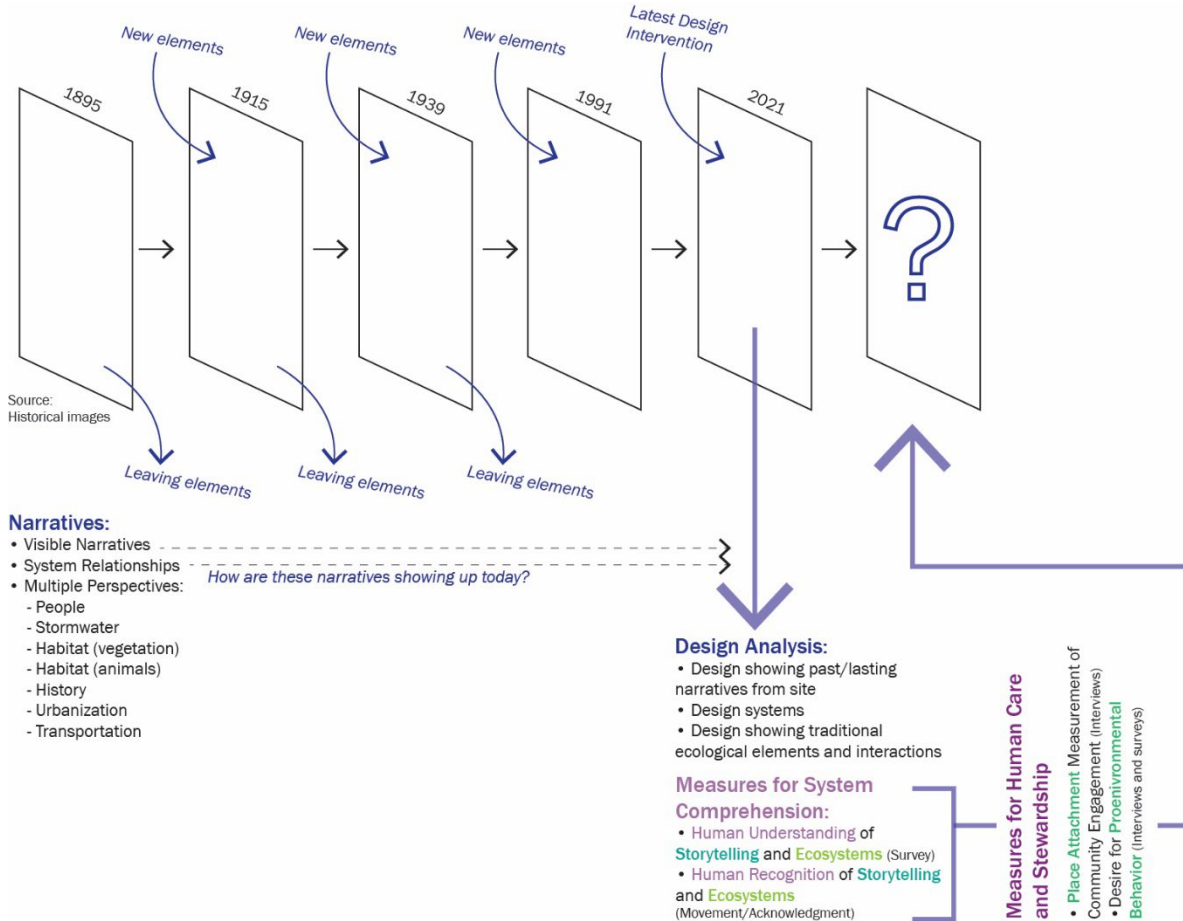 New elements
New elements
New elements
Latest Design
Intervention
1895
1915
1939
1991
2021
?
Source:
Historical images
Leaving elements
Leaving elements
Leaving elements
Narratives:
• Visible Narratives
• System Relationships
• Multiple Perspectives:
- People
- Stormwater
- Habitat (vegetation)
- Habitat (animals)
- History
- Urbanization
- Transportation
How are these narratives showing up today?
Design Analysis:
• Design showing past/lasting
narratives from site
• Design systems
• Design showing traditional
ecological elements and interactions
Measures for System
Comprehension:
• Human Understanding of
Storytelling and Ecosystems (Survey)
• Human Recognition of Storytelling
and Ecosystems
(Movement/Acknowledgment)
Measures for Human Care
and Stewardship
• Place Attachment Measurement of
Community Engagement (Interviews)
• Desire for Proenivronmental
Behavior (Interviews and surveys)